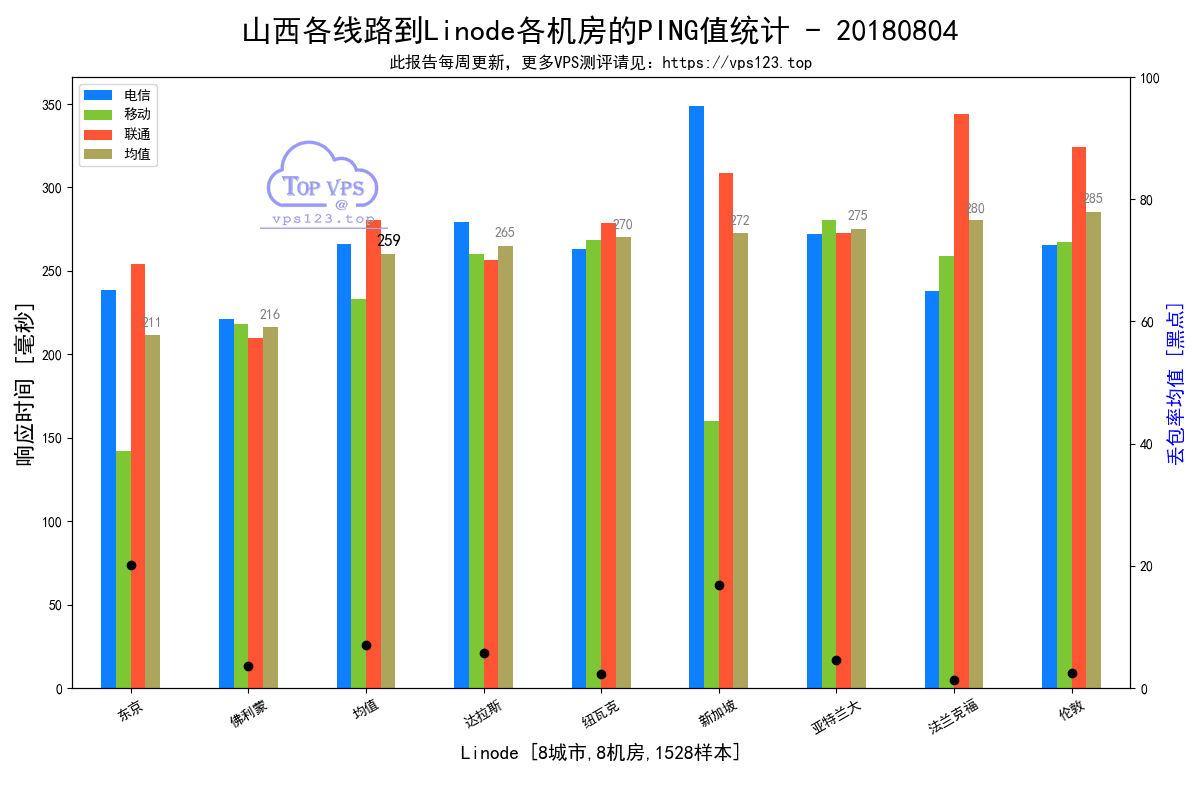 山西各线路到Linode各机房的PING值统计 - 20180804
此报告每周更新，更多VPS测评请见：https://vps123.top
电信
移动
联通
均值
TOP VPS
@
vps123.top
响应时间 [毫秒]
350
300
250
200
150
100
50
0
211
216
259
265
270
272
275
280
285
100
80
60
40
20
0
丢包率均值 [黑点]
东京
佛利蒙
均值
达拉斯
纽瓦克
新加坡
亚特兰大
法兰克福
伦敦
Linode [8城市,8机房,1528样本]